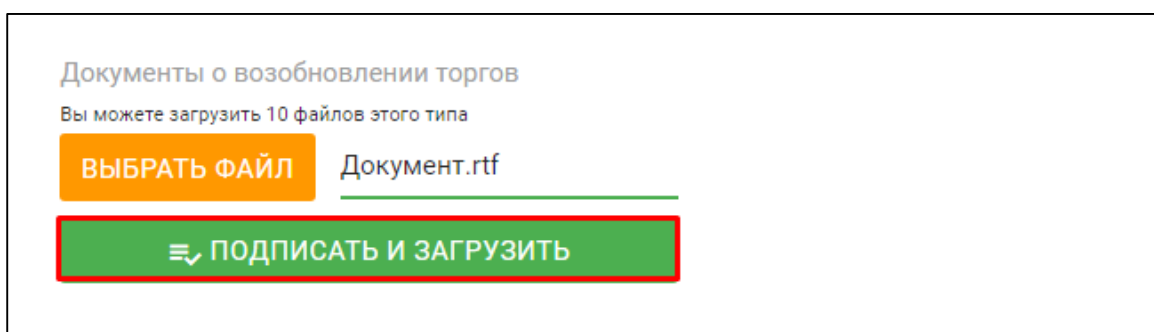 Документы о возобновлении торгов
Вы можете загрузить 10 файлов этого типа
ВЫБРАТЬ ФАЙЛ Документ.rtf
ПОДПИСАТЬ И ЗАГРУЗИТЬ